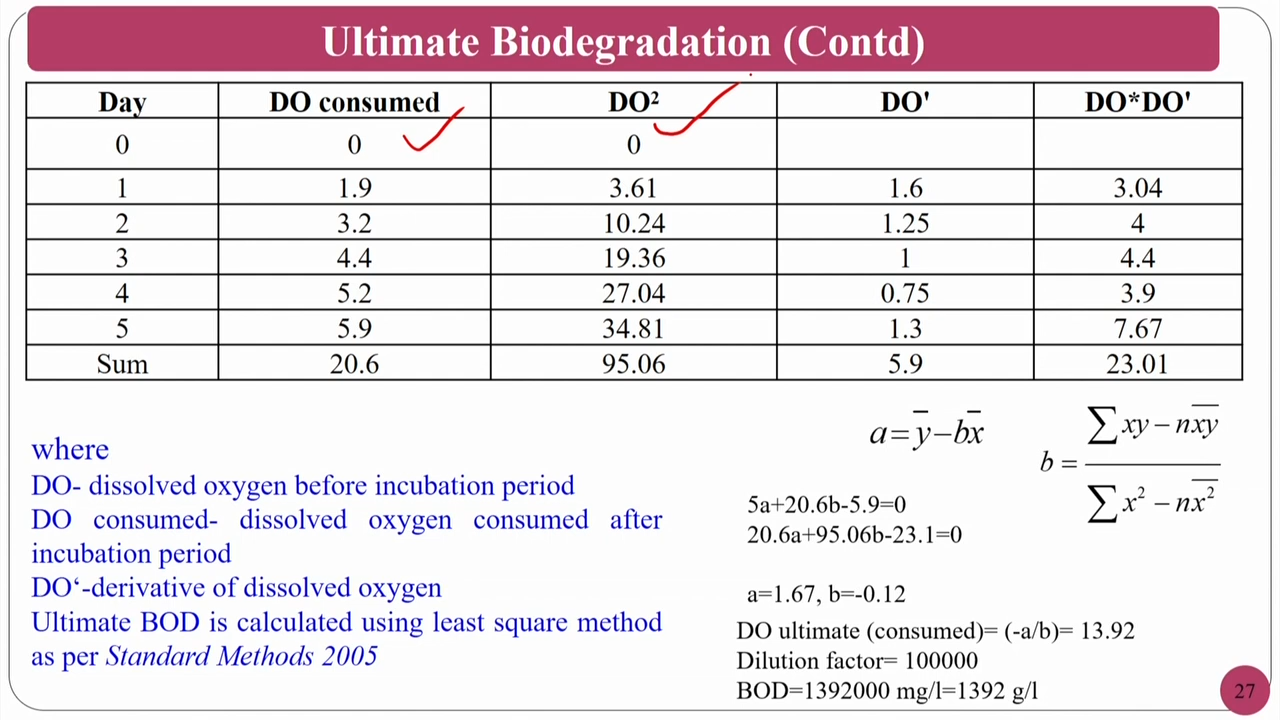 Ultimate Biodegradation (Contd)
Day DO consumed DO² DO' DO*DO'
0 0 0
1 1.9 3.61 1.6 3.04
2 3.2 10.24 1.25 4
3 4.4 19.36 1 4.4
4 5.2 27.04 0.75 3.9
5 5.9 34.81 1.3 7.67
Sum 20.6 95.06 5.9 23.01
where
DO- dissolved oxygen before incubation period
DO consumed- dissolved oxygen consumed after
incubation period
DO‘-derivative of dissolved oxygen
Ultimate BOD is calculated using least square method
as per Standard Methods 2005
a = y̅ − bx̅
b = (∑ xy − n x̅y̅) / (∑ x² − n x̅²)
5a+20.6b-5.9=0
20.6a+95.06b-23.1=0
a=1.67, b=-0.12
DO ultimate (consumed)= (-a/b)= 13.92
Dilution factor= 100000
BOD=1392000 mg/l=1392 g/l
27